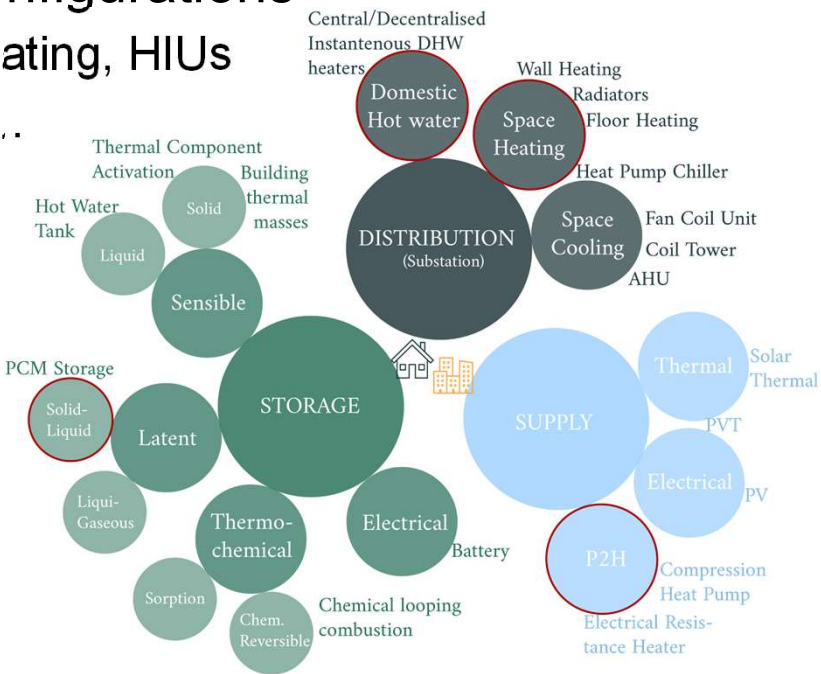 nfigurations
ating, HIUs
Central/Decentralised
Instantenous DHW
heaters
Domestic
Hot water
Wall Heating
Radiators
Floor Heating
Space
Heating
Heat Pump Chiller
Space
Cooling
Fan Coil Unit
Coil Tower
AHU
DISTRIBUTION
(Substation)
Thermal Component
Activation
Building
thermal
masses
Solid
Hot Water
Tank
Liquid
Sensible
PCM Storage
Solid-
Liquid
Latent
Liqui-
Gaseous
STORAGE
Thermo-
chemical
Electrical
Battery
Sorption
Chem.
Reversible
Chemical looping
combustion
SUPPLY
Thermal
Solar
Thermal
PVT
Electrical
PV
P2H
Compression
Heat Pump
Electrical Resis-
tance Heater